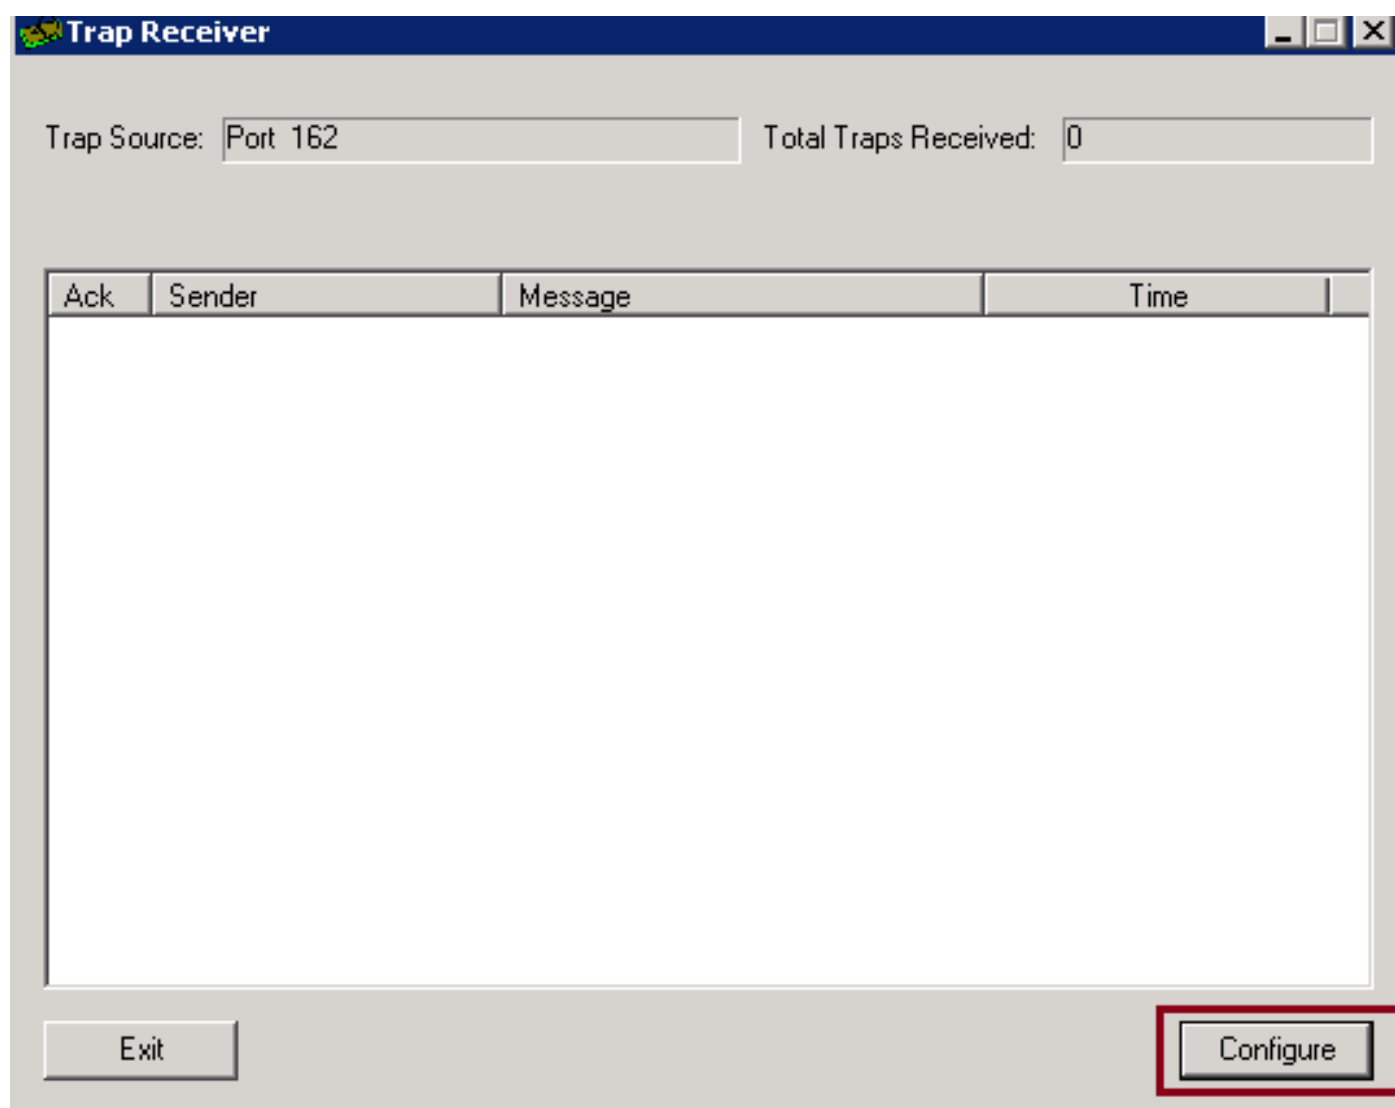 Trap Receiver
Trap Source: Port 162 Total Traps Received: 0
Ack Sender Message Time
Exit Configure